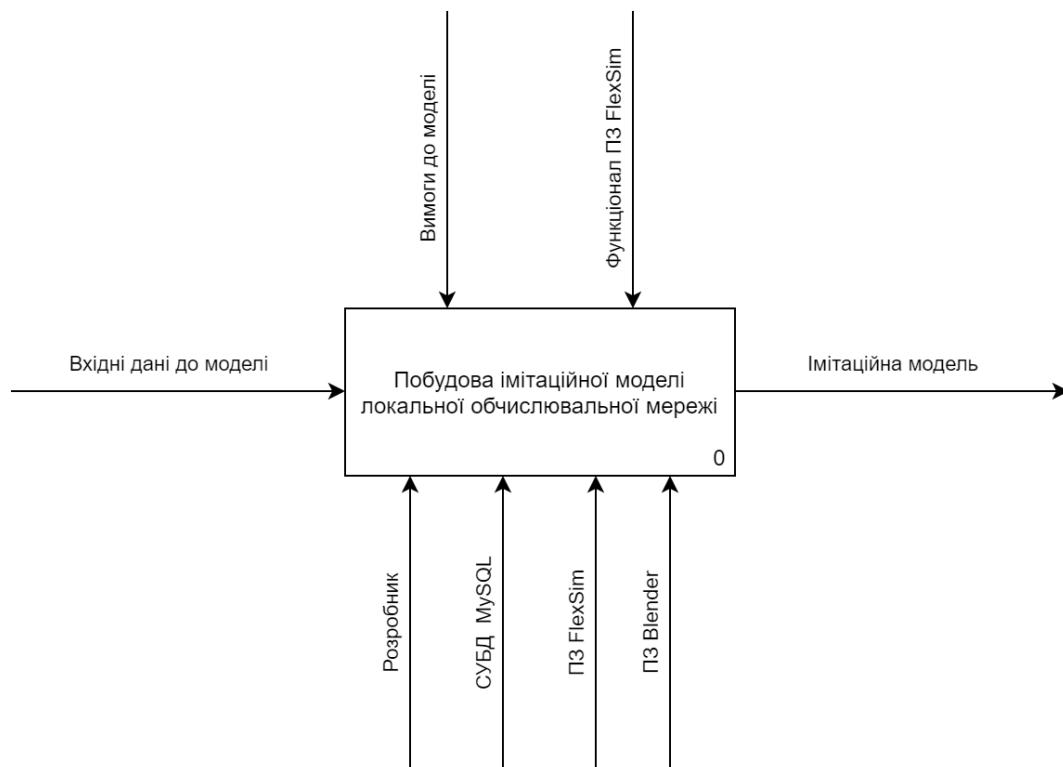 Вимоги до моделі
Функціонал ПЗ FlexSim
Вхідні дані до моделі
Побудова імітаційної моделі
локальної обчислювальної мережі
0
Імітаційна модель
Розробник
СУБД MySQL
ПЗ FlexSim
ПЗ Blender